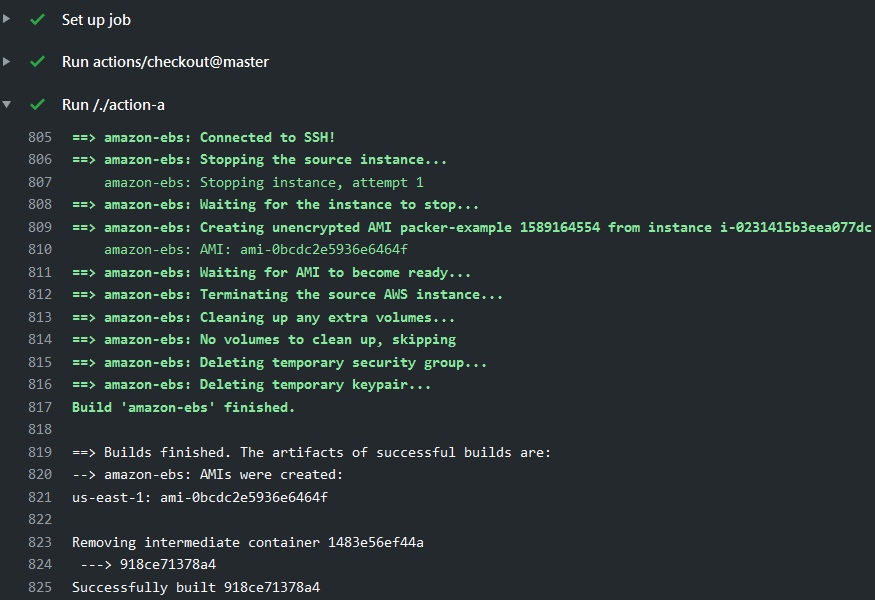 Set up job
Run actions/checkout@master
Run /./action-a
805 ==> amazon-ebs: Connected to SSH!
806 ==> amazon-ebs: Stopping the source instance...
807     amazon-ebs: Stopping instance, attempt 1
808 ==> amazon-ebs: Waiting for the instance to stop...
809 ==> amazon-ebs: Creating unencrypted AMI packer-example 1589164554 from instance i-0231415b3eea077dc
810     amazon-ebs: AMI: ami-0bcdc2e5936e6464f
811 ==> amazon-ebs: Waiting for AMI to become ready...
812 ==> amazon-ebs: Terminating the source AWS instance...
813 ==> amazon-ebs: Cleaning up any extra volumes...
814 ==> amazon-ebs: No volumes to clean up, skipping
815 ==> amazon-ebs: Deleting temporary security group...
816 ==> amazon-ebs: Deleting temporary keypair...
817 Build 'amazon-ebs' finished.
818
819 ==> Builds finished. The artifacts of successful builds are:
820 --> amazon-ebs: AMIs were created:
821 us-east-1: ami-0bcdc2e5936e6464f
822
823 Removing intermediate container 1483e56ef44a
824  ---> 918ce71378a4
825 Successfully built 918ce71378a4